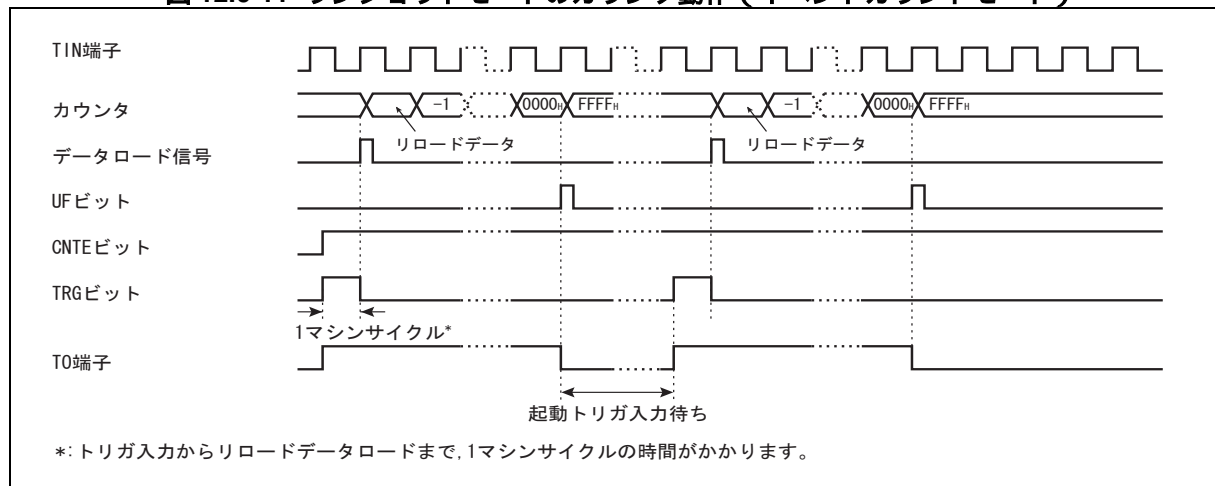 図 12.5-11 ワンショットモードのカウント動作 ( イベントカウントモード )
TIN端子
カウンタ
-1
0000H
FFFFH
-1
0000H
FFFFH
リロードデータ
リロードデータ
データロード信号
UFビット
CNTEビット
TRGビット
1マシンサイクル*
TO端子
起動トリガ入力待ち
*:トリガ入力からリロードデータロードまで,1マシンサイクルの時間がかかります。